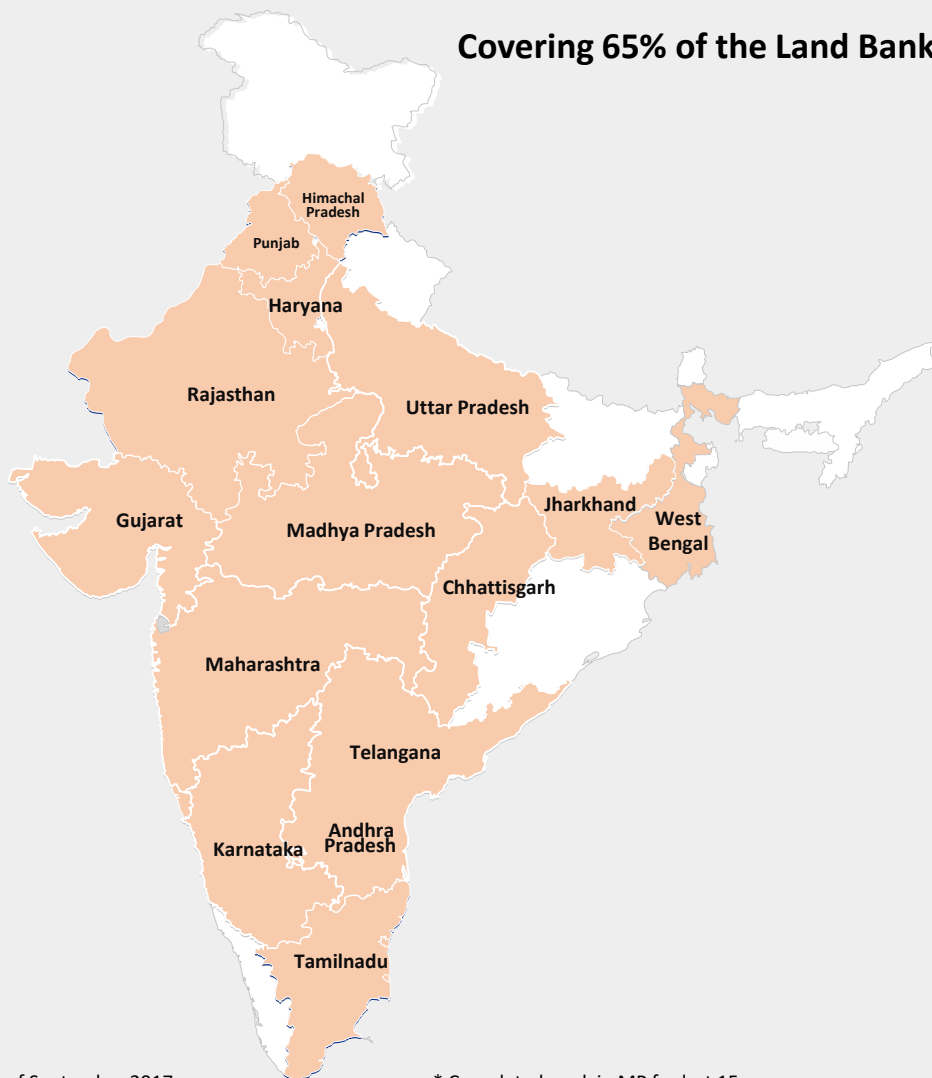 Covering 65% of the Land Bank
Himachal
Pradesh
Punjab
Haryana
Rajasthan
Uttar Pradesh
Gujarat
Madhya Pradesh
Jharkhand
West
Bengal
Chhattisgarh
Maharashtra
Telangana
Andhra
Pradesh
Karnataka
Tamilnadu